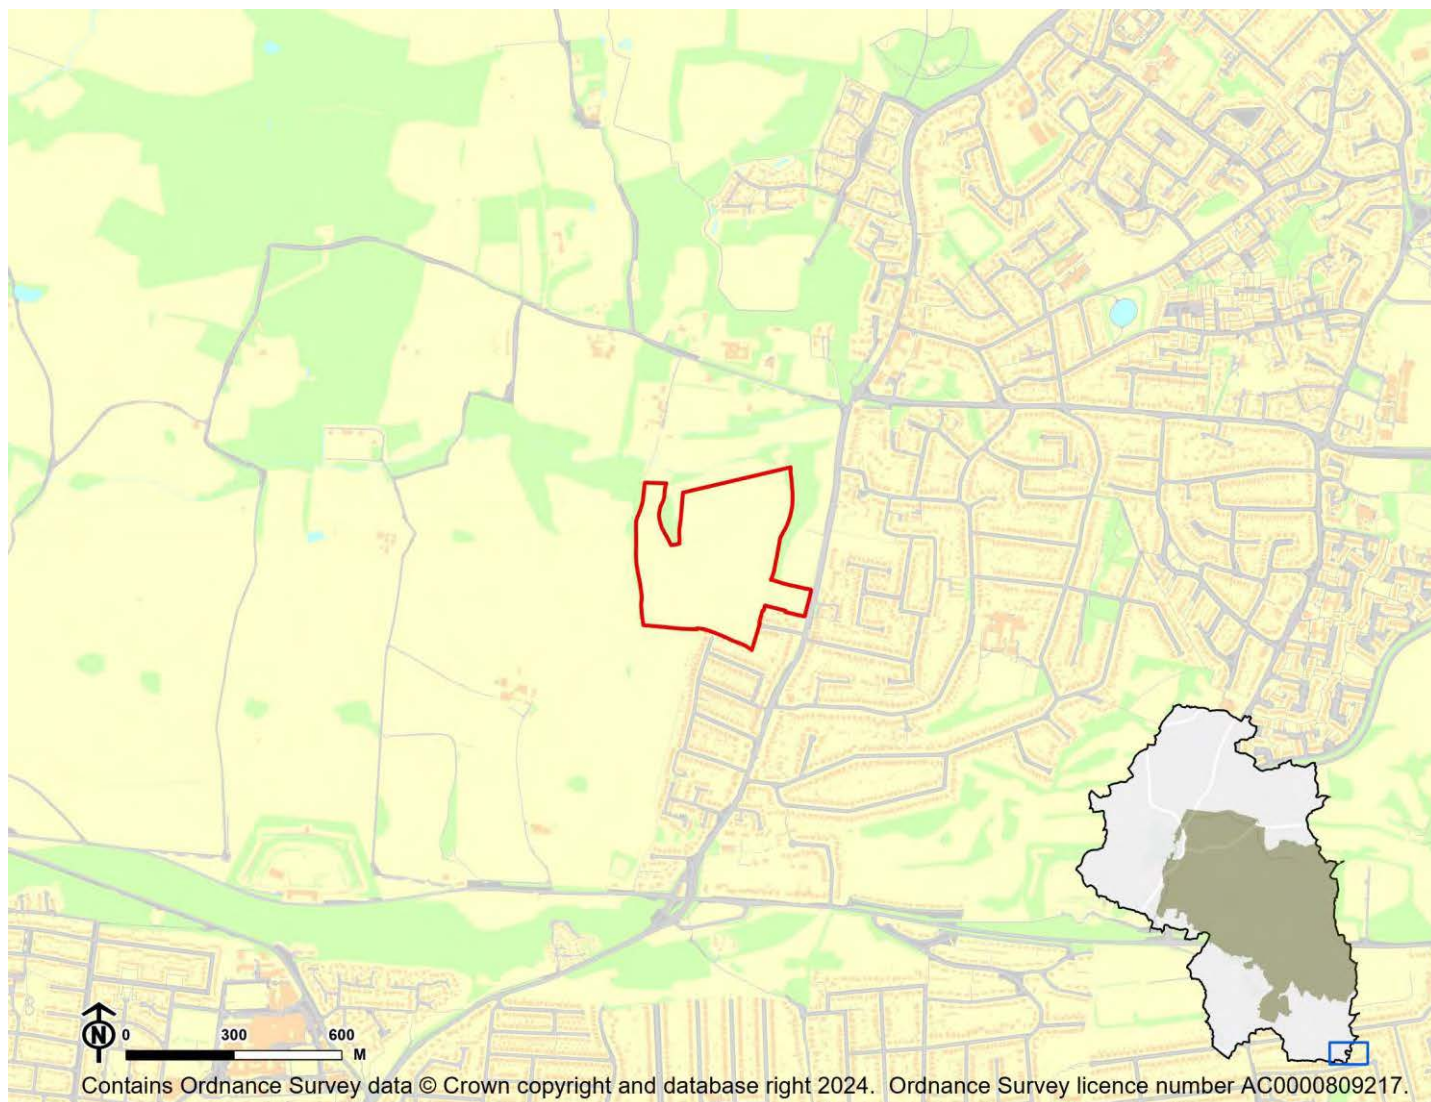 N 0 300 600
M
Contains Ordnance Survey data © Crown copyright and database right 2024. Ordnance Survey licence number AC0000809217.